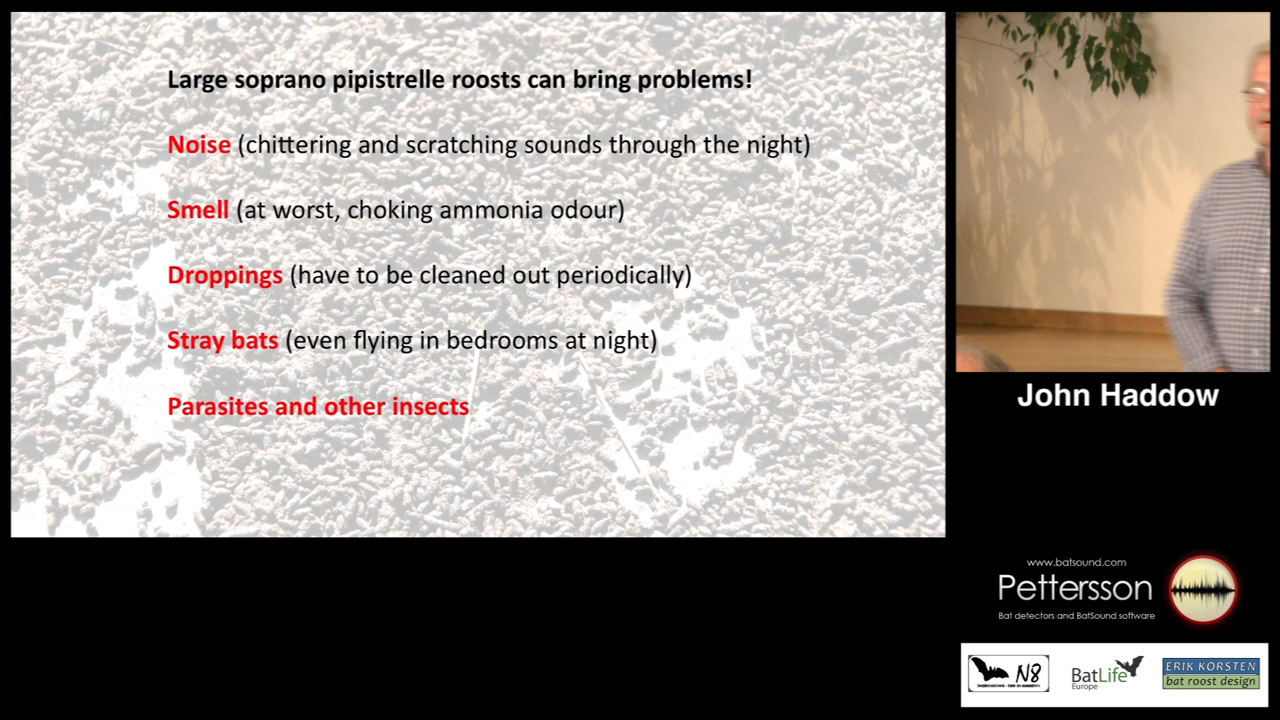 Large soprano pipistrelle roosts can bring problems!
Noise (chittering and scratching sounds through the night)
Smell (at worst, choking ammonia odour)
Droppings (have to be cleaned out periodically)
Stray bats (even flying in bedrooms at night)
Parasites and other insects
John Haddow
www.batsound.com
Pettersson
Bat detectors and BatSound software
N8
BatLife
Europe
ERIK KORSTEN
bat roost design